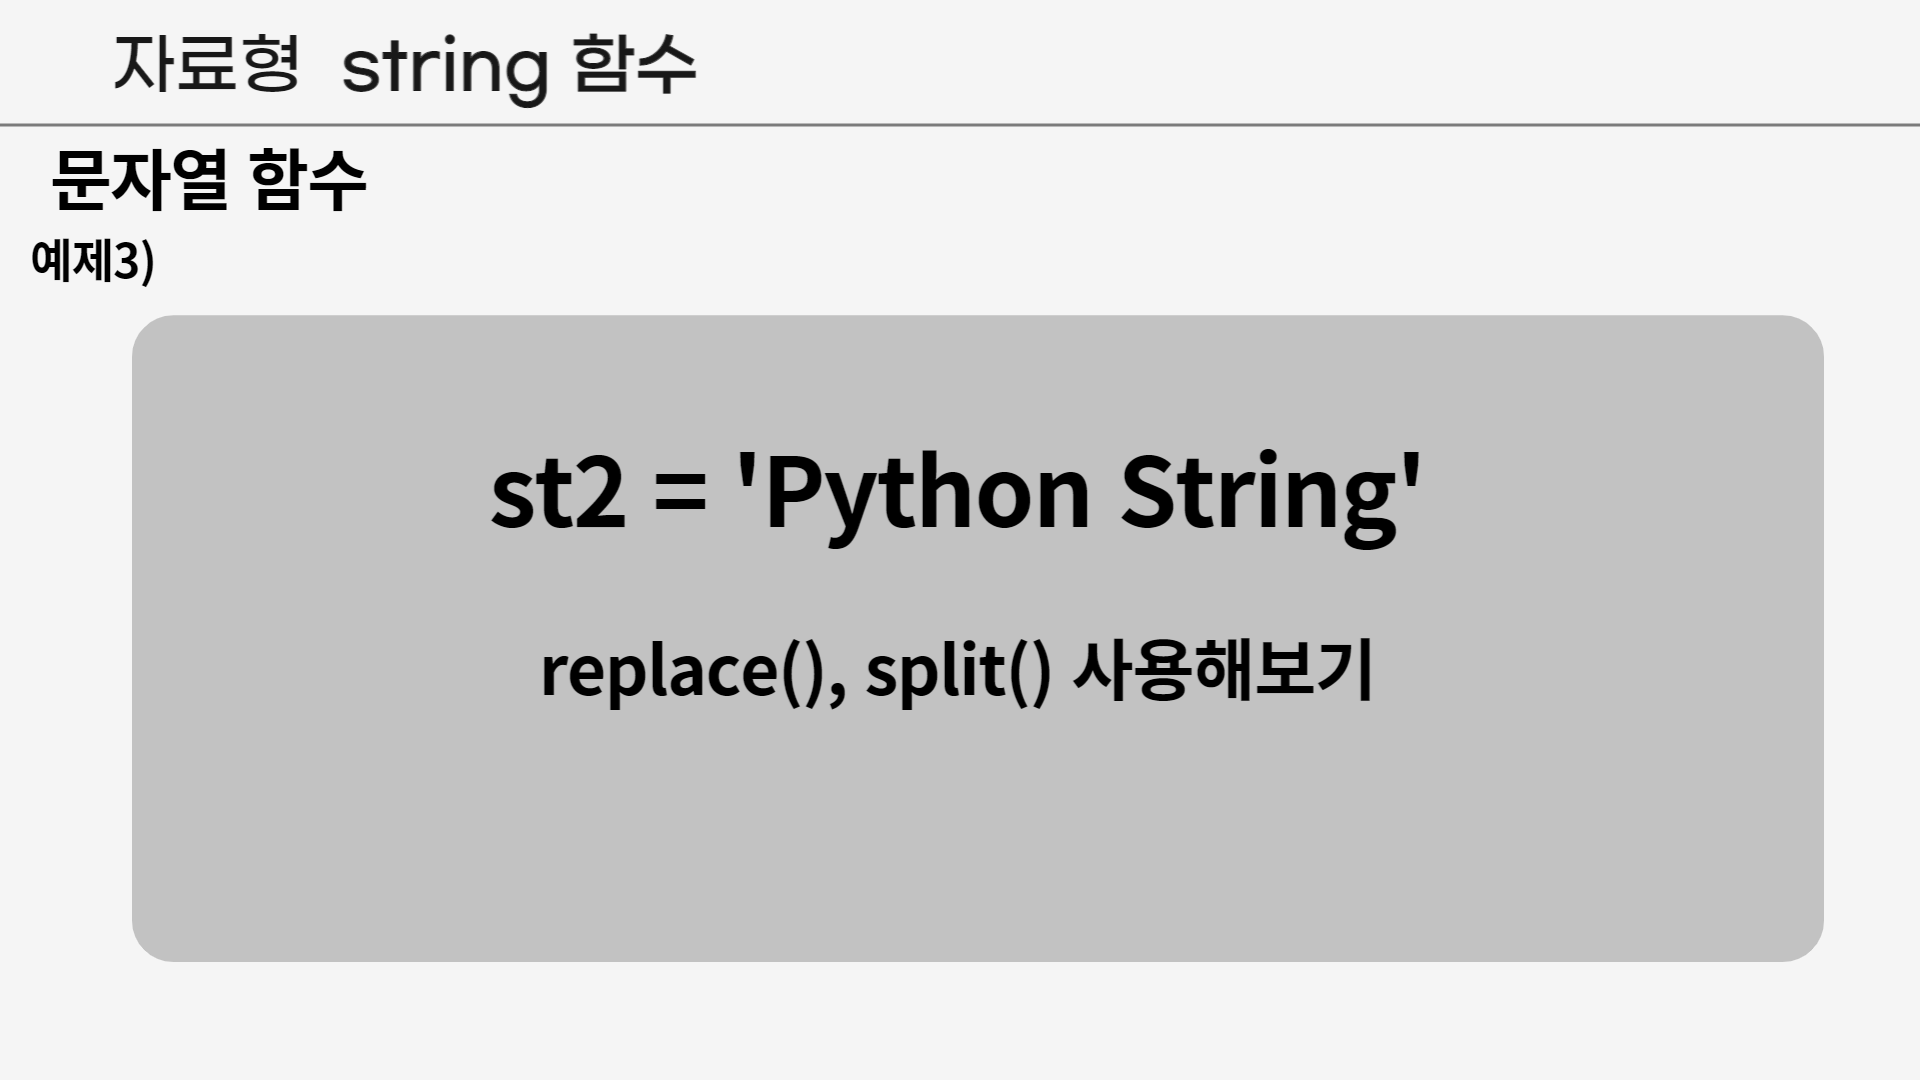 자료형 string 함수
문자열 함수
예제3)
st2 = 'Python String'
replace(), split() 사용해보기